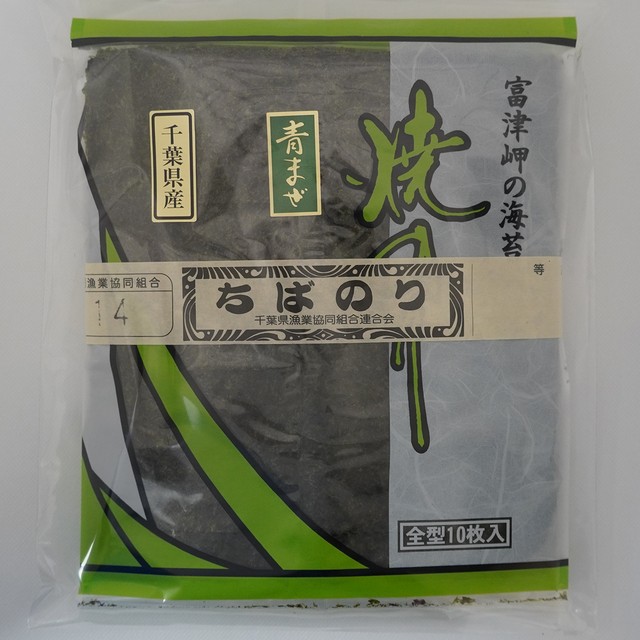 富津岬の海苔
焼のり
青まぜ
千葉県産
漁業協同組合
14
ちばのり
千葉県漁業協同組合連合会
等
全型10枚入